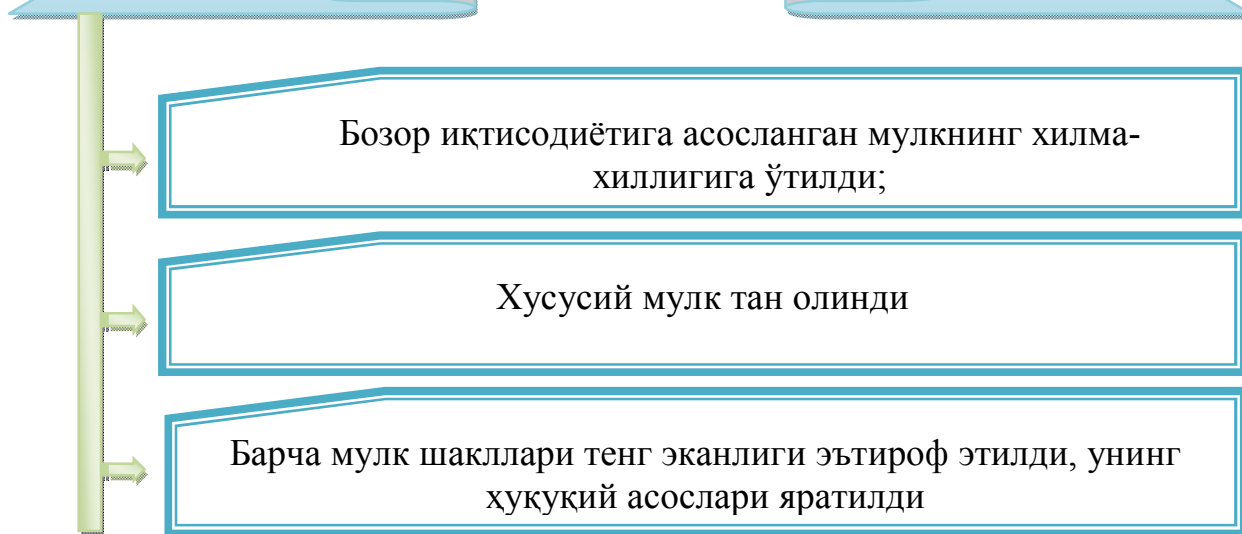 Бозор иқтисодиётига асосланган мулкнинг хилма-
хиллигига ўтилди;
Хусусий мулк тан олинди
Барча мулк шакллари тенг эканлиги эътироф этилди, унинг
ҳуқуқий асослари яратилди